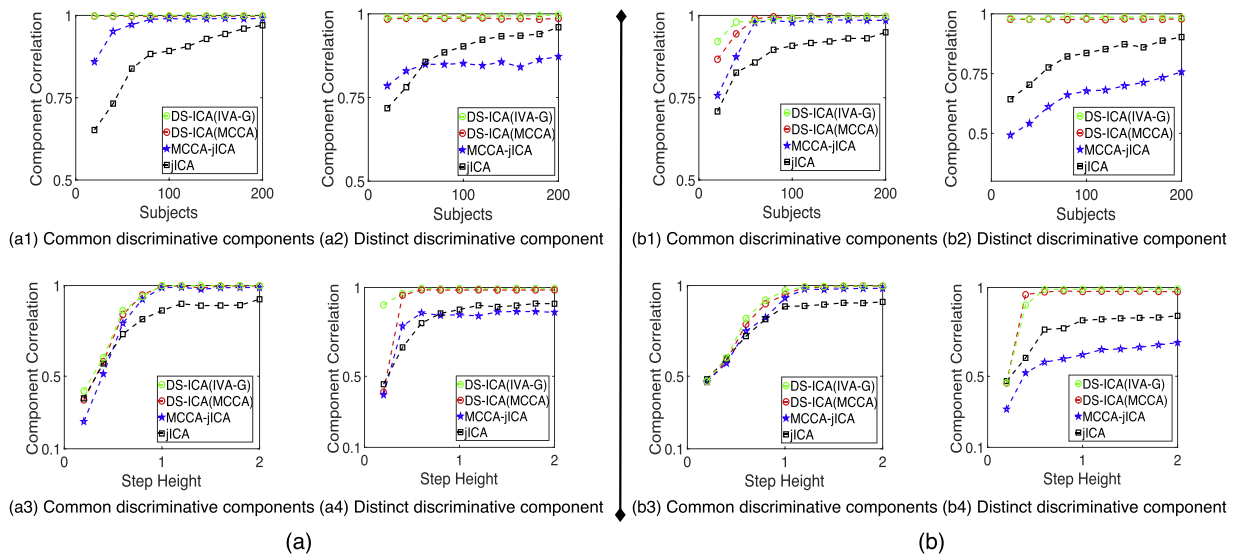 Component Correlation
1
0.75
0.5
0
100
200
Subjects
DS-ICA(IVA-G)
DS-ICA(MCCA)
MCCA-jICA
jICA
(a1) Common discriminative components
Component Correlation
1
0.75
0.5
0
100
200
Subjects
DS-ICA(IVA-G)
DS-ICA(MCCA)
MCCA-jICA
jICA
(a2) Distinct discriminative component
Component Correlation
1
0.75
0.5
0
100
200
Subjects
DS-ICA(IVA-G)
DS-ICA(MCCA)
MCCA-jICA
jICA
(b1) Common discriminative components
Component Correlation
1
0.75
0.5
0
100
200
Subjects
DS-ICA(IVA-G)
DS-ICA(MCCA)
MCCA-jICA
jICA
(b2) Distinct discriminative component
Component Correlation
1
0.5
0.1
0
1
2
Step Height
DS-ICA(IVA-G)
DS-ICA(MCCA)
MCCA-jICA
jICA
(a3) Common discriminative components
Component Correlation
1
0.5
0.1
0
1
2
Step Height
DS-ICA(IVA-G)
DS-ICA(MCCA)
MCCA-jICA
jICA
(a4) Distinct discriminative component
Component Correlation
1
0.5
0.1
0
1
2
Step Height
DS-ICA(IVA-G)
DS-ICA(MCCA)
MCCA-jICA
jICA
(b3) Common discriminative components
Component Correlation
1
0.5
0.1
0
1
2
Step Height
DS-ICA(IVA-G)
DS-ICA(MCCA)
MCCA-jICA
jICA
(b4) Distinct discriminative component
(a)
(b)